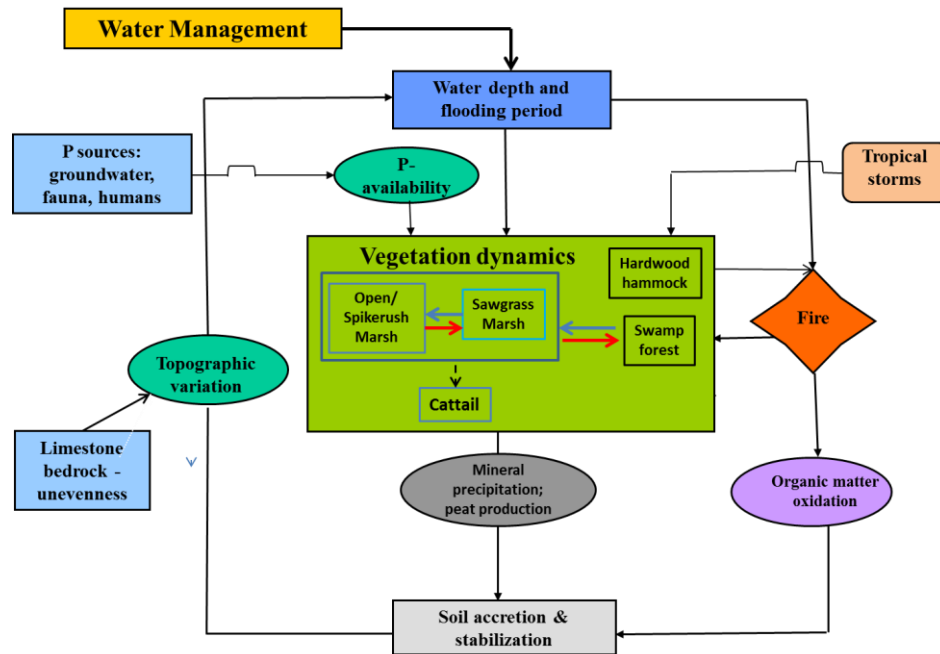 Water Management
Water depth and
flooding period
P sources:
groundwater,
fauna, humans
P-
availability
Tropical
storms
Vegetation dynamics
Hardwood
hammock
Open/
Spikerush
Marsh
Sawgrass
Marsh
Swamp
forest
Fire
Cattail
Topographic
variation
Limestone
bedrock -
unevenness
Mineral
precipitation;
peat production
Organic matter
oxidation
Soil accretion &
stabilization